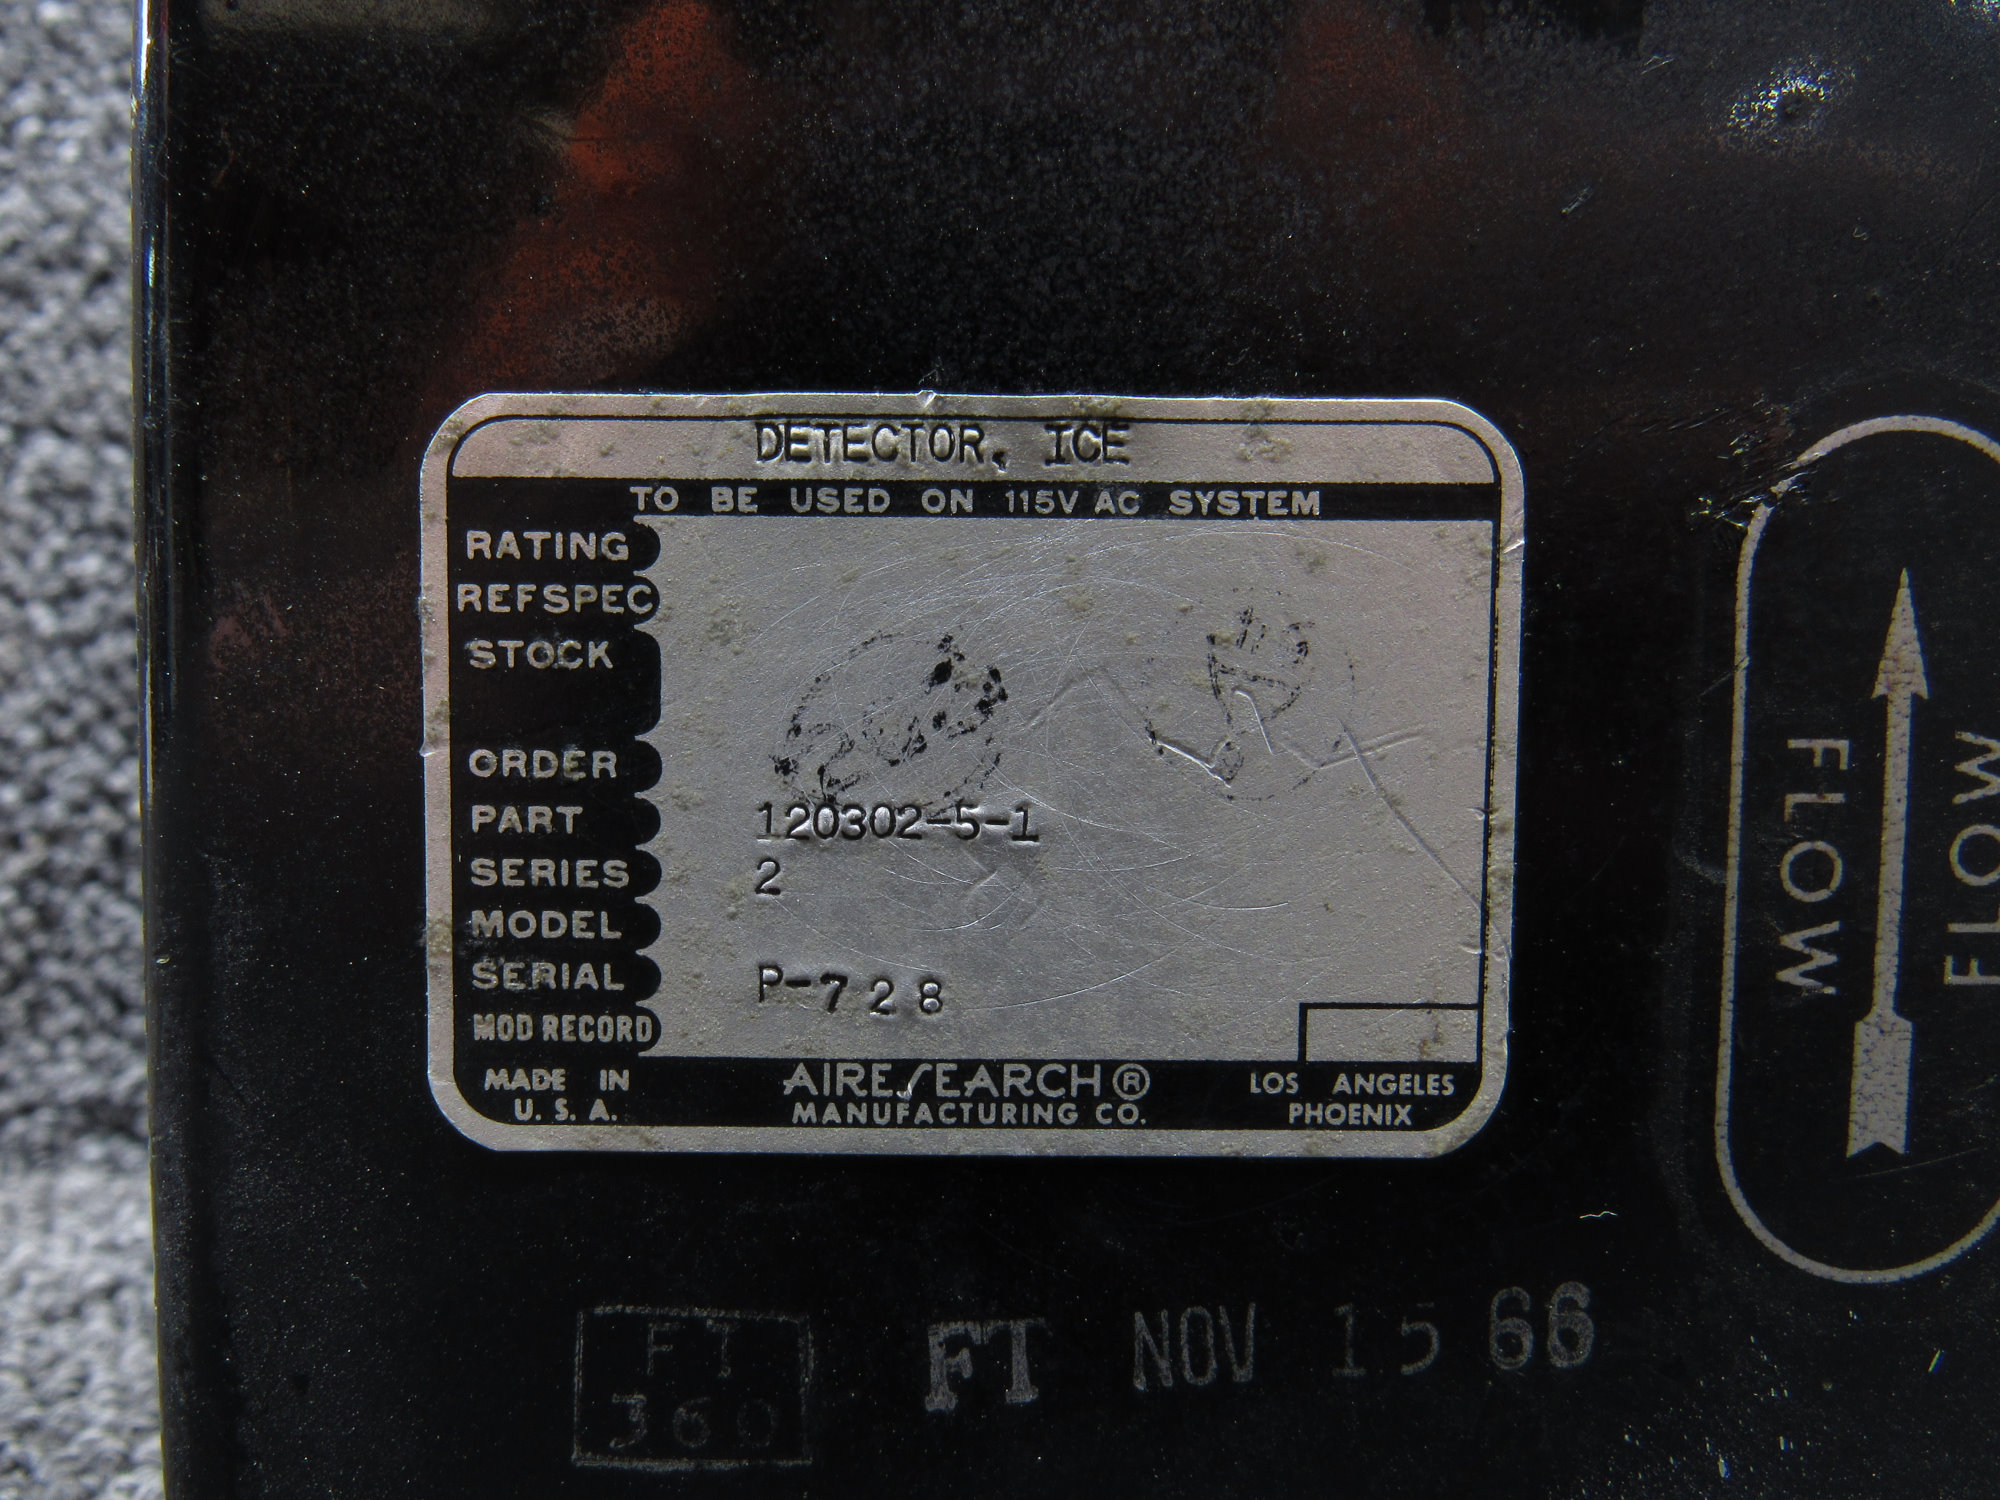 DETECTOR, ICE
TO BE USED ON 115V AC SYSTEM
RATING
REFSPEC
STOCK
ORDER
PART 120302-5-1
SERIES 2
MODEL
SERIAL P-728
MOD RECORD
MADE IN
U. S. A.
AIRESEARCH®
MANUFACTURING CO.
LOS ANGELES
PHOENIX
FLOW
FLOW
FT
360
FT NOV 15 66